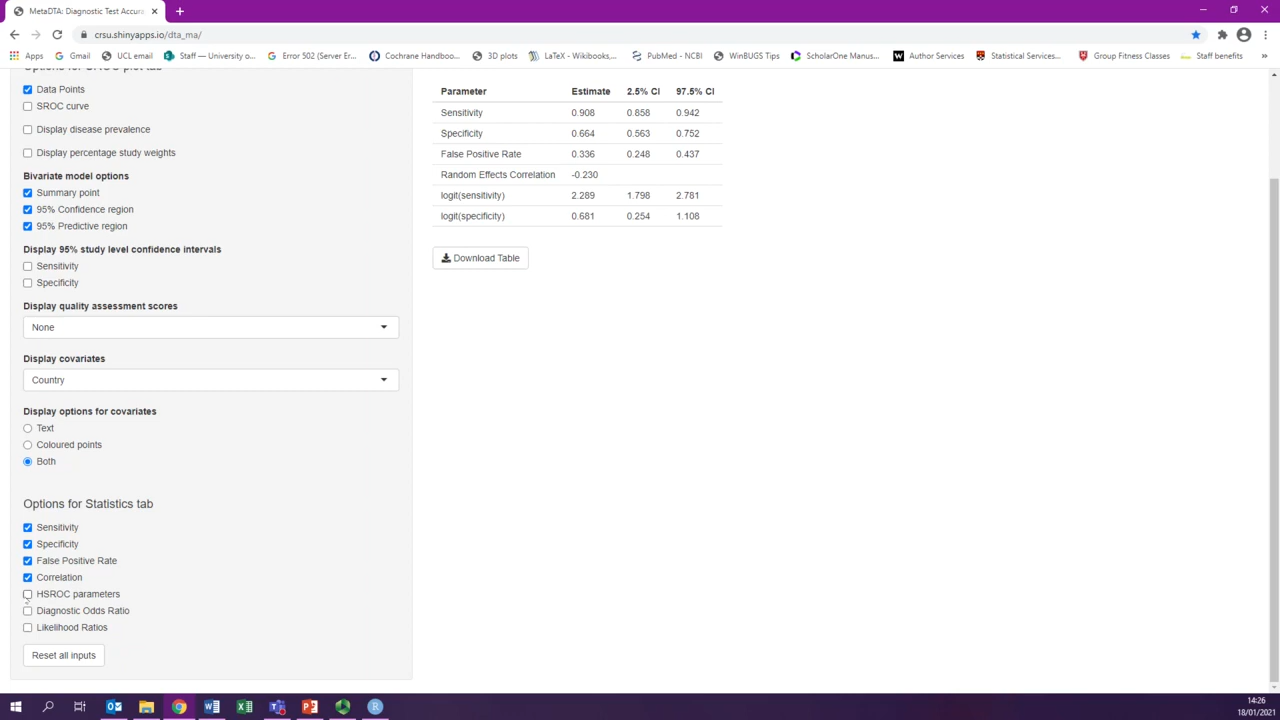 MetaDTA: Diagnostic Test Accura
crsu.shinyapps.io/dta_ma/
Apps Gmail UCL email Staff — University o... Error 502 (Server Er... Cochrane Handboo... 3D plots LaTeX - Wikibooks,... PubMed - NCBI WinBUGS Tips ScholarOne Manus... Author Services Statistical Services... Group Fitness Classes Staff benefits »
Options for SROC plot tab
Data Points
SROC curve
Display disease prevalence
Display percentage study weights
Bivariate model options
Summary point
95% Confidence region
95% Predictive region
Display 95% study level confidence intervals
Sensitivity
Specificity
Display quality assessment scores
None
Display covariates
Country
Display options for covariates
Text
Coloured points
Both
Options for Statistics tab
Sensitivity
Specificity
False Positive Rate
Correlation
HSROC parameters
Diagnostic Odds Ratio
Likelihood Ratios
Reset all inputs
Parameter Estimate 2.5% CI 97.5% CI
Sensitivity 0.908 0.858 0.942
Specificity 0.664 0.563 0.752
False Positive Rate 0.336 0.248 0.437
Random Effects Correlation -0.230
logit(sensitivity) 2.289 1.798 2.781
logit(specificity) 0.681 0.254 1.108
Download Table
14:26
18/01/2021